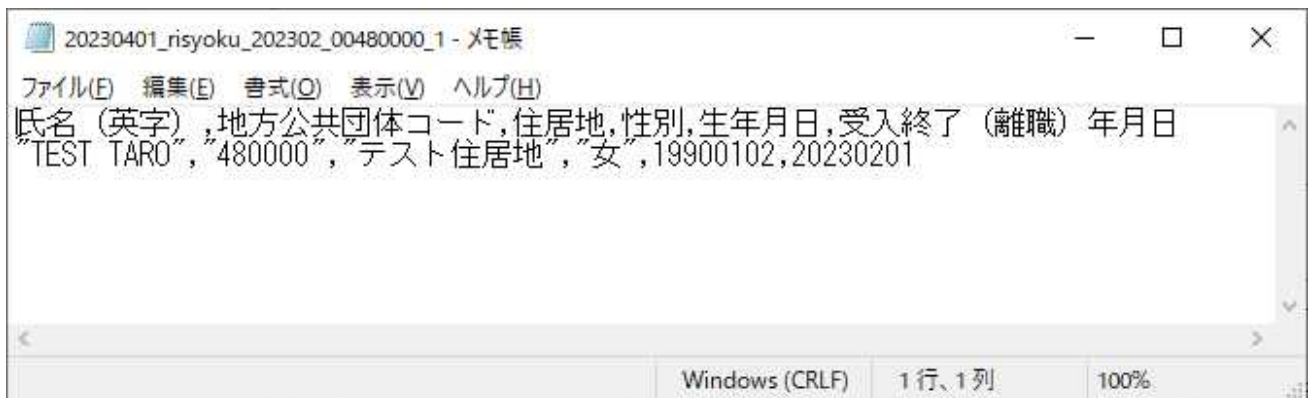 20230401_risyoku_202302_00480000_1 - メモ帳
ファイル(F) 編集(E) 書式(O) 表示(V) ヘルプ(H)
氏名（英字）,地方公共団体コード,住居地,性別,生年月日,受入終了（離職）年月日
"TEST TARO","480000","テスト住居地","女",19900102,20230201
Windows (CRLF) 1 行、1 列 100%